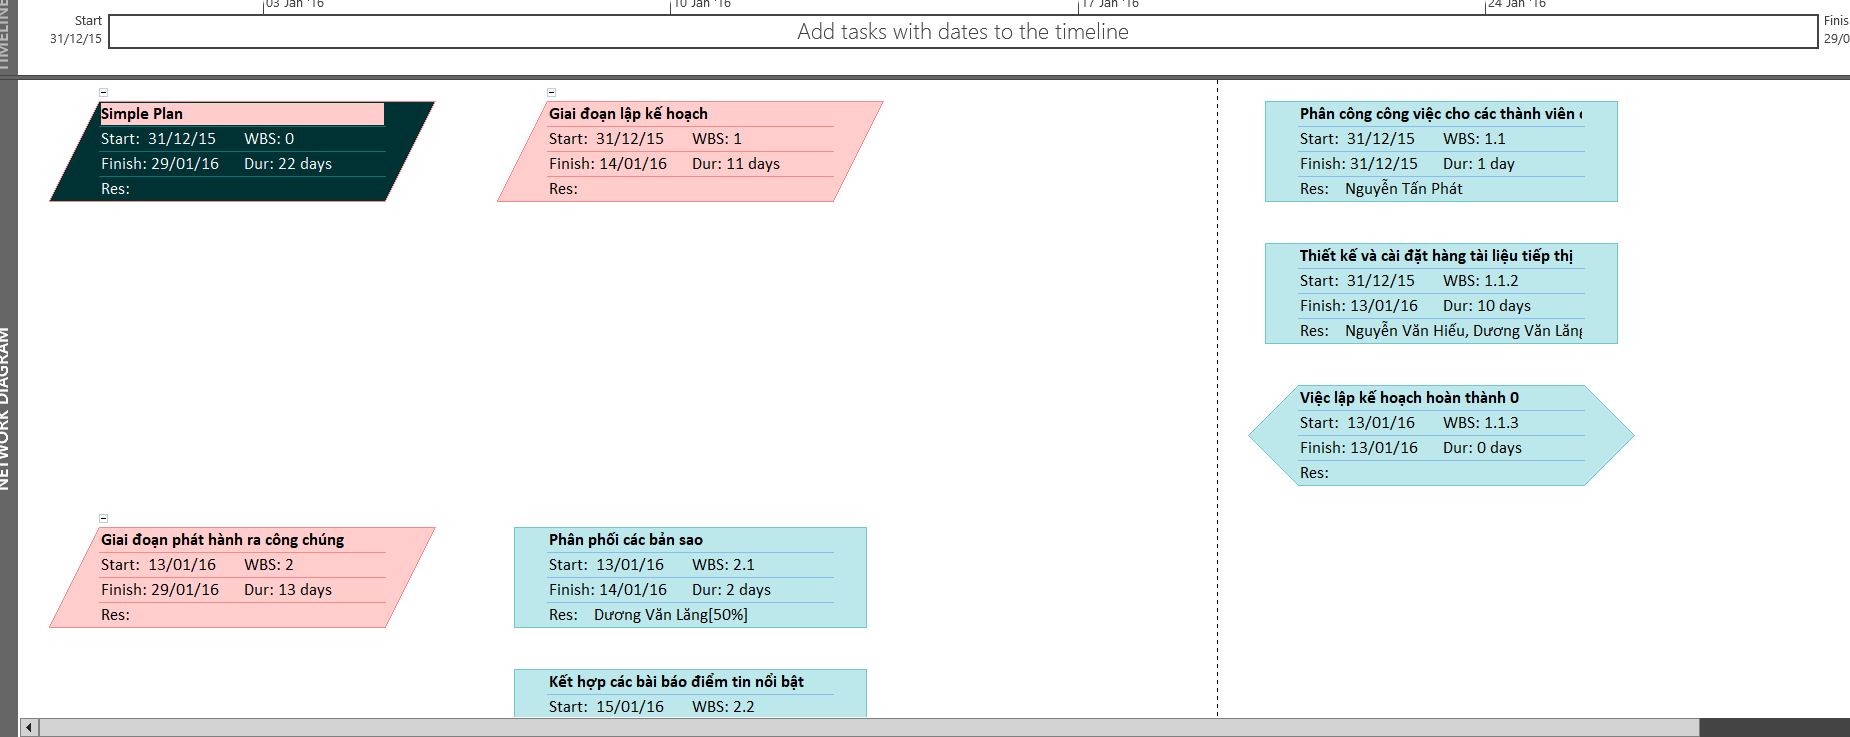 TIMELINE
03 Jan '16
10 Jan '16
17 Jan '16
24 Jan '16
Start
31/12/15
Add tasks with dates to the timeline
NETWORK DIAGRAM
Simple Plan
Start: 31/12/15 WBS: 0
Finish: 29/01/16 Dur: 22 days
Res:
Giai đoạn lập kế hoạch
Start: 31/12/15 WBS: 1
Finish: 14/01/16 Dur: 11 days
Res:
Phân công công việc cho các thành viên
Start: 31/12/15 WBS: 1.1
Finish: 31/12/15 Dur: 1 day
Res: Nguyễn Tấn Phát
Thiết kế và cài đặt hàng tài liệu tiếp thị
Start: 31/12/15 WBS: 1.1.2
Finish: 13/01/16 Dur: 10 days
Res: Nguyễn Văn Hiếu, Dương Văn Lăng
Việc lập kế hoạch hoàn thành 0
Start: 13/01/16 WBS: 1.1.3
Finish: 13/01/16 Dur: 0 days
Res:
Giai đoạn phát hành ra công chúng
Start: 13/01/16 WBS: 2
Finish: 29/01/16 Dur: 13 days
Res:
Phân phối các bản sao
Start: 13/01/16 WBS: 2.1
Finish: 14/01/16 Dur: 2 days
Res: Dương Văn Lăng[50%]
Kết hợp các bài báo điểm tin nổi bật
Start: 15/01/16 WBS: 2.2